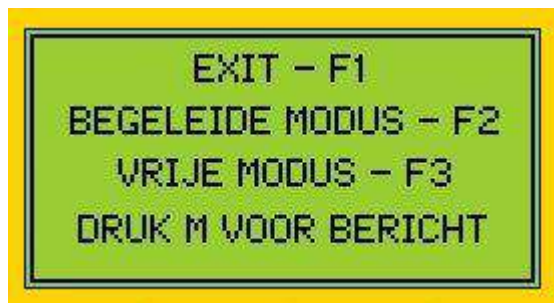 EXIT - F1
BEGELEIDE MODUS - F2
VRIJE MODUS - F3
DRUK M VOOR BERICHT